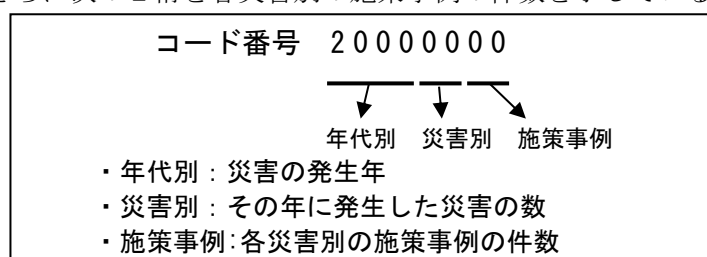 コード番号 20000000
年代別 災害別 施策事例
・年代別：災害の発生年
・災害別：その年に発生した災害の数
・施策事例：各災害別の施策事例の件数